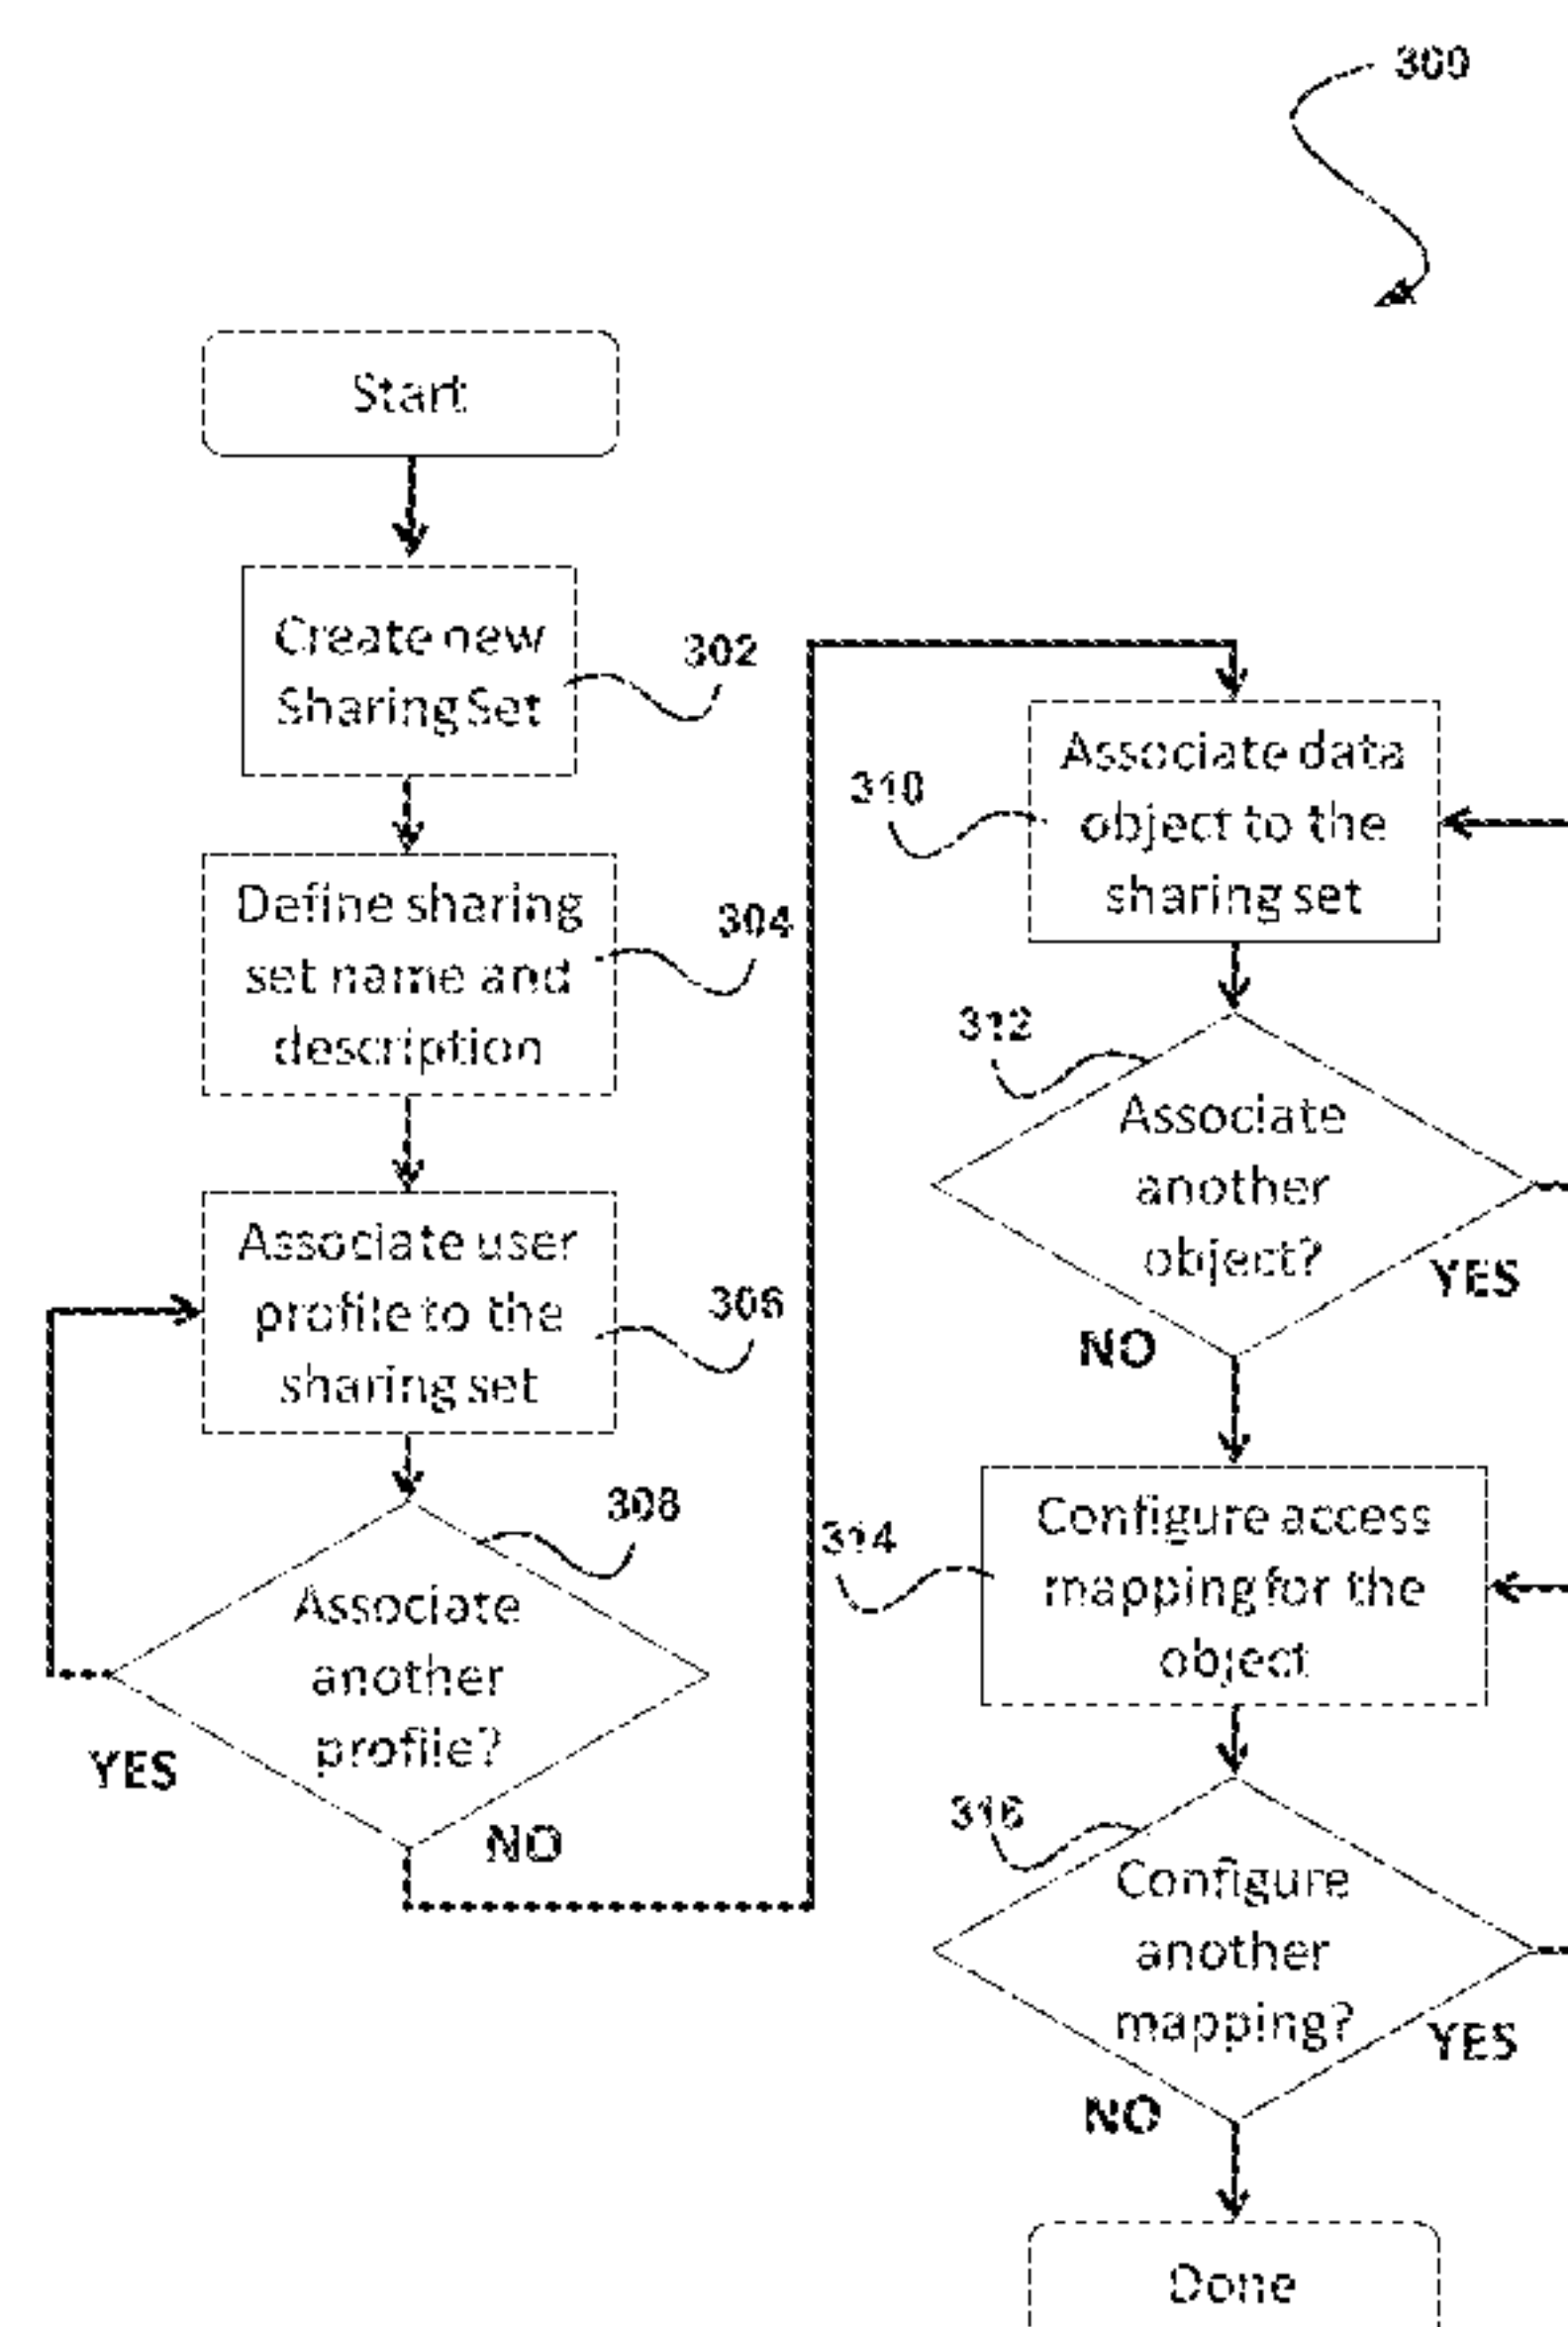 300
Start
Create new
Sharing Set
302
Define sharing
set name and
description
304
Associate user
profile to the
sharing set
306
Associate
another
profile?
308
YES
NO
Associate data
object to the
sharing set
310
Associate
another
object?
312
YES
NO
Configure access
mapping for the
object
314
Configure
another
mapping?
316
YES
NO
Done